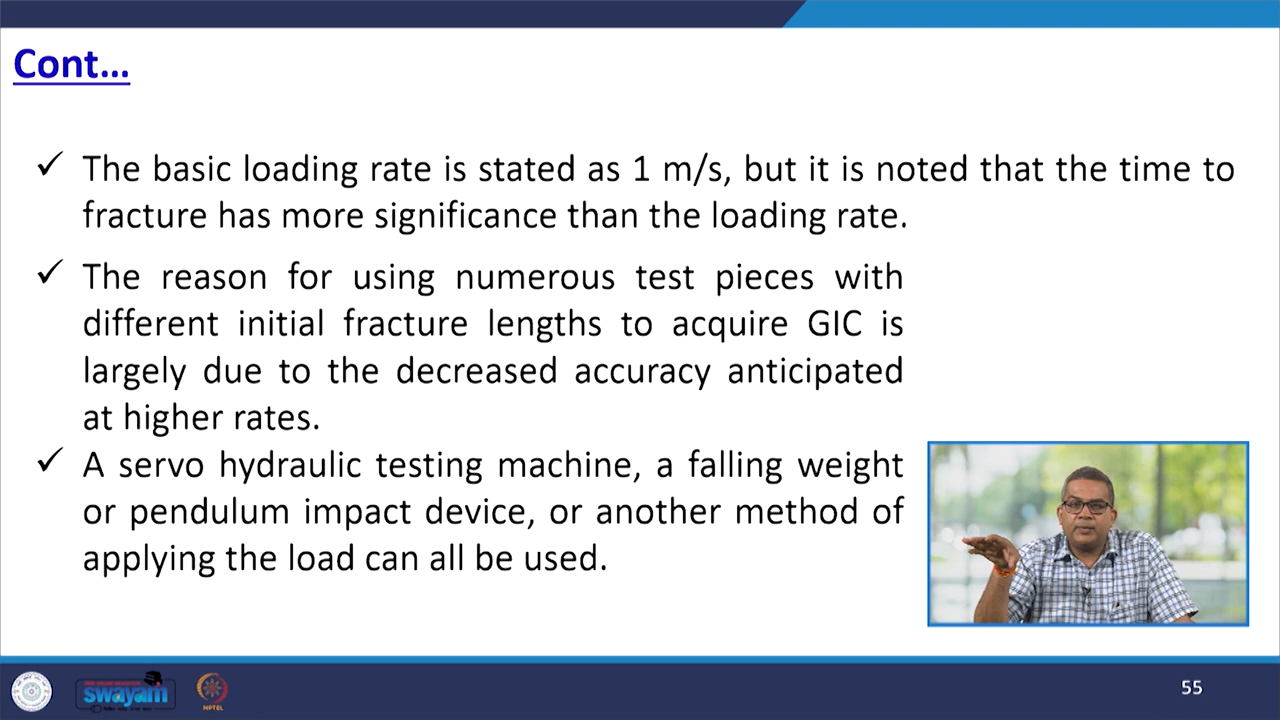 Cont...
✓ The basic loading rate is stated as 1 m/s, but it is noted that the time to
fracture has more significance than the loading rate.
✓ The reason for using numerous test pieces with
different initial fracture lengths to acquire GIC is
largely due to the decreased accuracy anticipated
at higher rates.
✓ A servo hydraulic testing machine, a falling weight
or pendulum impact device, or another method of
applying the load can all be used.
swayam
NPTEL
55